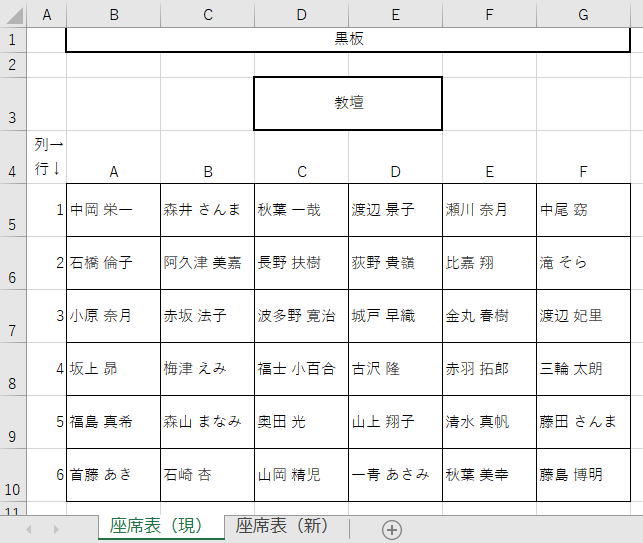 A B C D E F G
1 黒板
2
3 教壇
列→
4 行↓ A B C D E F
5 1 中岡 栄一 森井 さんま 秋葉 一哉 渡辺 景子 瀬川 奈月 中尾 窈
6 2 石橋 倫子 阿久津 美嘉 長野 扶樹 荻野 貴嶺 比嘉 翔 滝 そら
7 3 小原 奈月 赤坂 法子 波多野 寛治 城戸 早織 金丸 春樹 渡辺 妃里
8 4 坂上 昴 梅津 えみ 福士 小百合 古沢 隆 赤羽 拓郎 三輪 太朗
9 5 福島 真希 森山 まなみ 奥田 光 山上 翔子 清水 真帆 藤田 さんま
10 6 首藤 あき 石崎 杏 山岡 精児 一青 あさみ 秋葉 美幸 藤島 博明
11
座席表（現） 座席表（新）